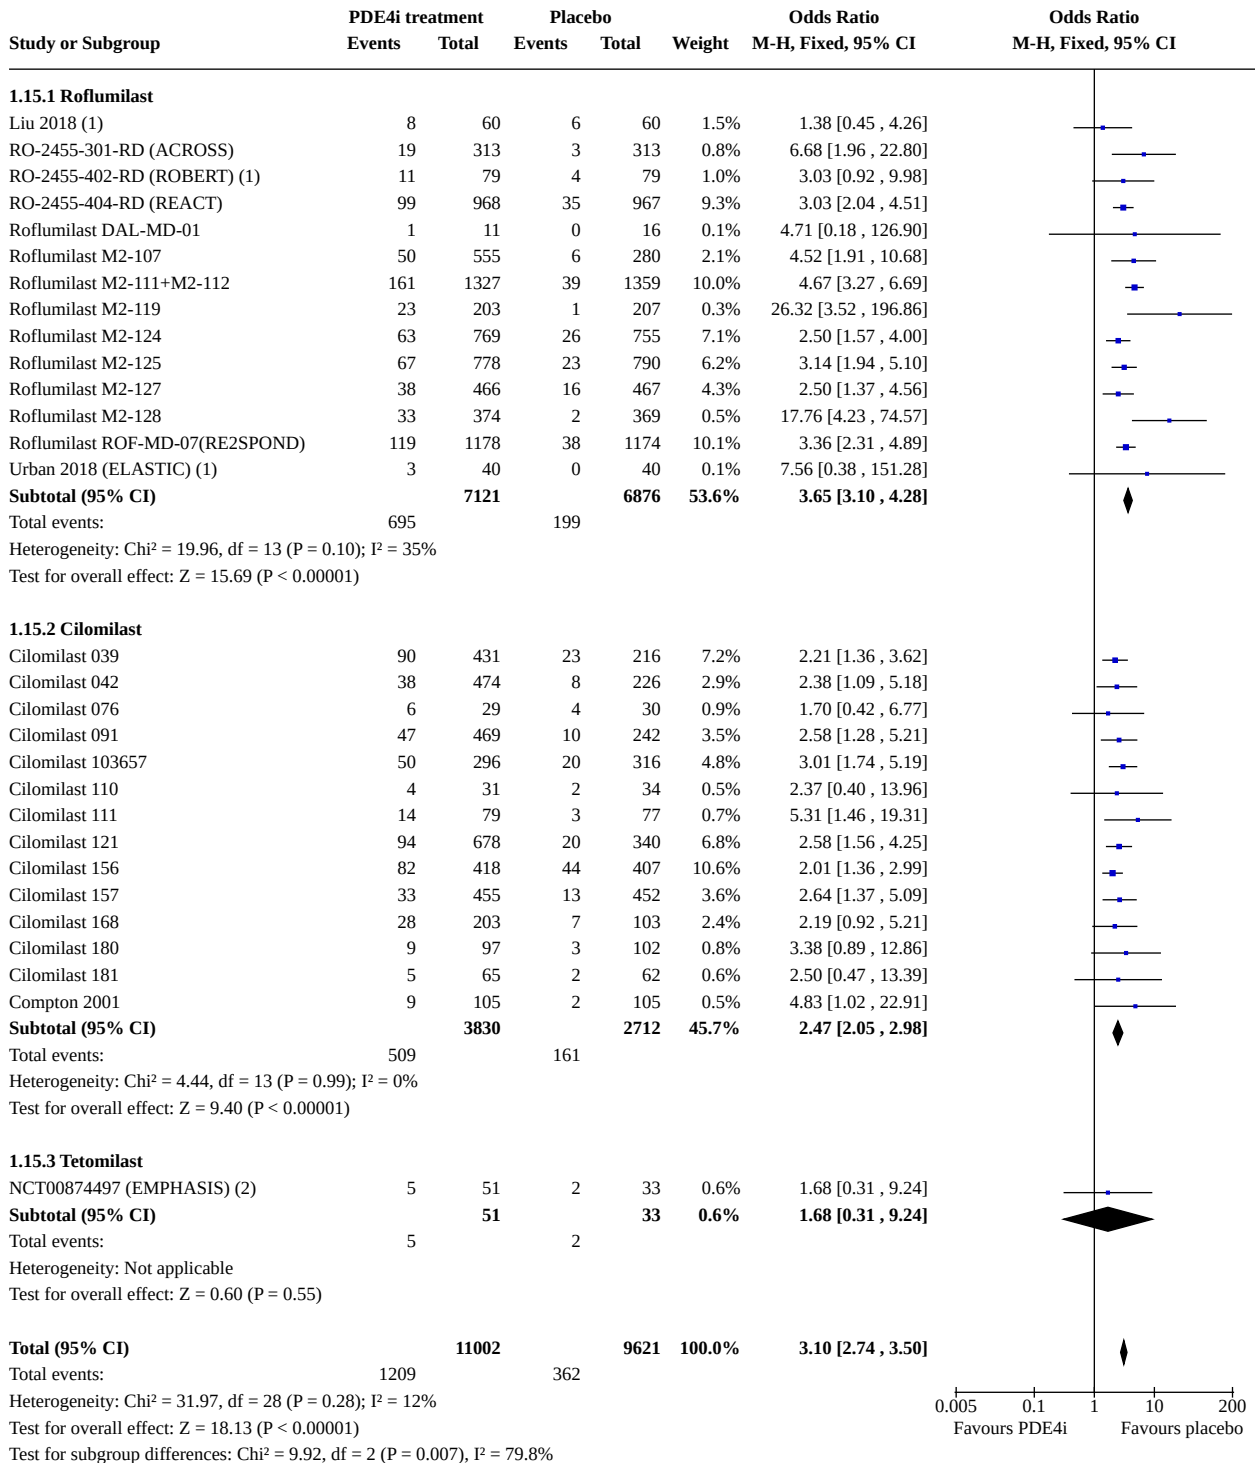 PDE4i treatment Placebo Odds Ratio Odds Ratio
Study or Subgroup Events Total Events Total Weight M-H, Fixed, 95% CI M-H, Fixed, 95% CI
1.15.1 Roflumilast
Liu 2018 (1) 8 60 6 60 1.5% 1.38 [0.45 , 4.26]
RO-2455-301-RD (ACROSS) 19 313 3 313 0.8% 6.68 [1.96 , 22.80]
RO-2455-402-RD (ROBERT) (1) 11 79 4 79 1.0% 3.03 [0.92 , 9.98]
RO-2455-404-RD (REACT) 99 968 35 967 9.3% 3.03 [2.04 , 4.51]
Roflumilast DAL-MD-01 1 11 0 16 0.1% 4.71 [0.18 , 126.90]
Roflumilast M2-107 50 555 6 280 2.1% 4.52 [1.91 , 10.68]
Roflumilast M2-111+M2-112 161 1327 39 1359 10.0% 4.67 [3.27 , 6.69]
Roflumilast M2-119 23 203 1 207 0.3% 26.32 [3.52 , 196.86]
Roflumilast M2-124 63 769 26 755 7.1% 2.50 [1.57 , 4.00]
Roflumilast M2-125 67 778 23 790 6.2% 3.14 [1.94 , 5.10]
Roflumilast M2-127 38 466 16 467 4.3% 2.50 [1.37 , 4.56]
Roflumilast M2-128 33 374 2 369 0.5% 17.76 [4.23 , 74.57]
Roflumilast ROF-MD-07(RE2SPOND) 119 1178 38 1174 10.1% 3.36 [2.31 , 4.89]
Urban 2018 (ELASTIC) (1) 3 40 0 40 0.1% 7.56 [0.38 , 151.28]
Subtotal (95% CI) 7121 6876 53.6% 3.65 [3.10 , 4.28]
Total events: 695 199
Heterogeneity: Chi² = 19.96, df = 13 (P = 0.10); I² = 35%
Test for overall effect: Z = 15.69 (P < 0.00001)
1.15.2 Cilomilast
Cilomilast 039 90 431 23 216 7.2% 2.21 [1.36 , 3.62]
Cilomilast 042 38 474 8 226 2.9% 2.38 [1.09 , 5.18]
Cilomilast 076 6 29 4 30 0.9% 1.70 [0.42 , 6.77]
Cilomilast 091 47 469 10 242 3.5% 2.58 [1.28 , 5.21]
Cilomilast 103657 50 296 20 316 4.8% 3.01 [1.74 , 5.19]
Cilomilast 110 4 31 2 34 0.5% 2.37 [0.40 , 13.96]
Cilomilast 111 14 79 3 77 0.7% 5.31 [1.46 , 19.31]
Cilomilast 121 94 678 20 340 6.8% 2.58 [1.56 , 4.25]
Cilomilast 156 82 418 44 407 10.6% 2.01 [1.36 , 2.99]
Cilomilast 157 33 455 13 452 3.6% 2.64 [1.37 , 5.09]
Cilomilast 168 28 203 7 103 2.4% 2.19 [0.92 , 5.21]
Cilomilast 180 9 97 3 102 0.8% 3.38 [0.89 , 12.86]
Cilomilast 181 5 65 2 62 0.6% 2.50 [0.47 , 13.39]
Compton 2001 9 105 2 105 0.5% 4.83 [1.02 , 22.91]
Subtotal (95% CI) 3830 2712 45.7% 2.47 [2.05 , 2.98]
Total events: 509 161
Heterogeneity: Chi² = 4.44, df = 13 (P = 0.99); I² = 0%
Test for overall effect: Z = 9.40 (P < 0.00001)
1.15.3 Tetomilast
NCT00874497 (EMPHASIS) (2) 5 51 2 33 0.6% 1.68 [0.31 , 9.24]
Subtotal (95% CI) 51 33 0.6% 1.68 [0.31 , 9.24]
Total events: 5 2
Heterogeneity: Not applicable
Test for overall effect: Z = 0.60 (P = 0.55)
Total (95% CI) 11002 9621 100.0% 3.10 [2.74 , 3.50]
Total events: 1209 362
Heterogeneity: Chi² = 31.97, df = 28 (P = 0.28); I² = 12%
0.005 0.1 1 10 200
Test for overall effect: Z = 18.13 (P < 0.00001) Favours PDE4i Favours placebo
Test for subgroup differences: Chi² = 9.92, df = 2 (P = 0.007), I² = 79.8%